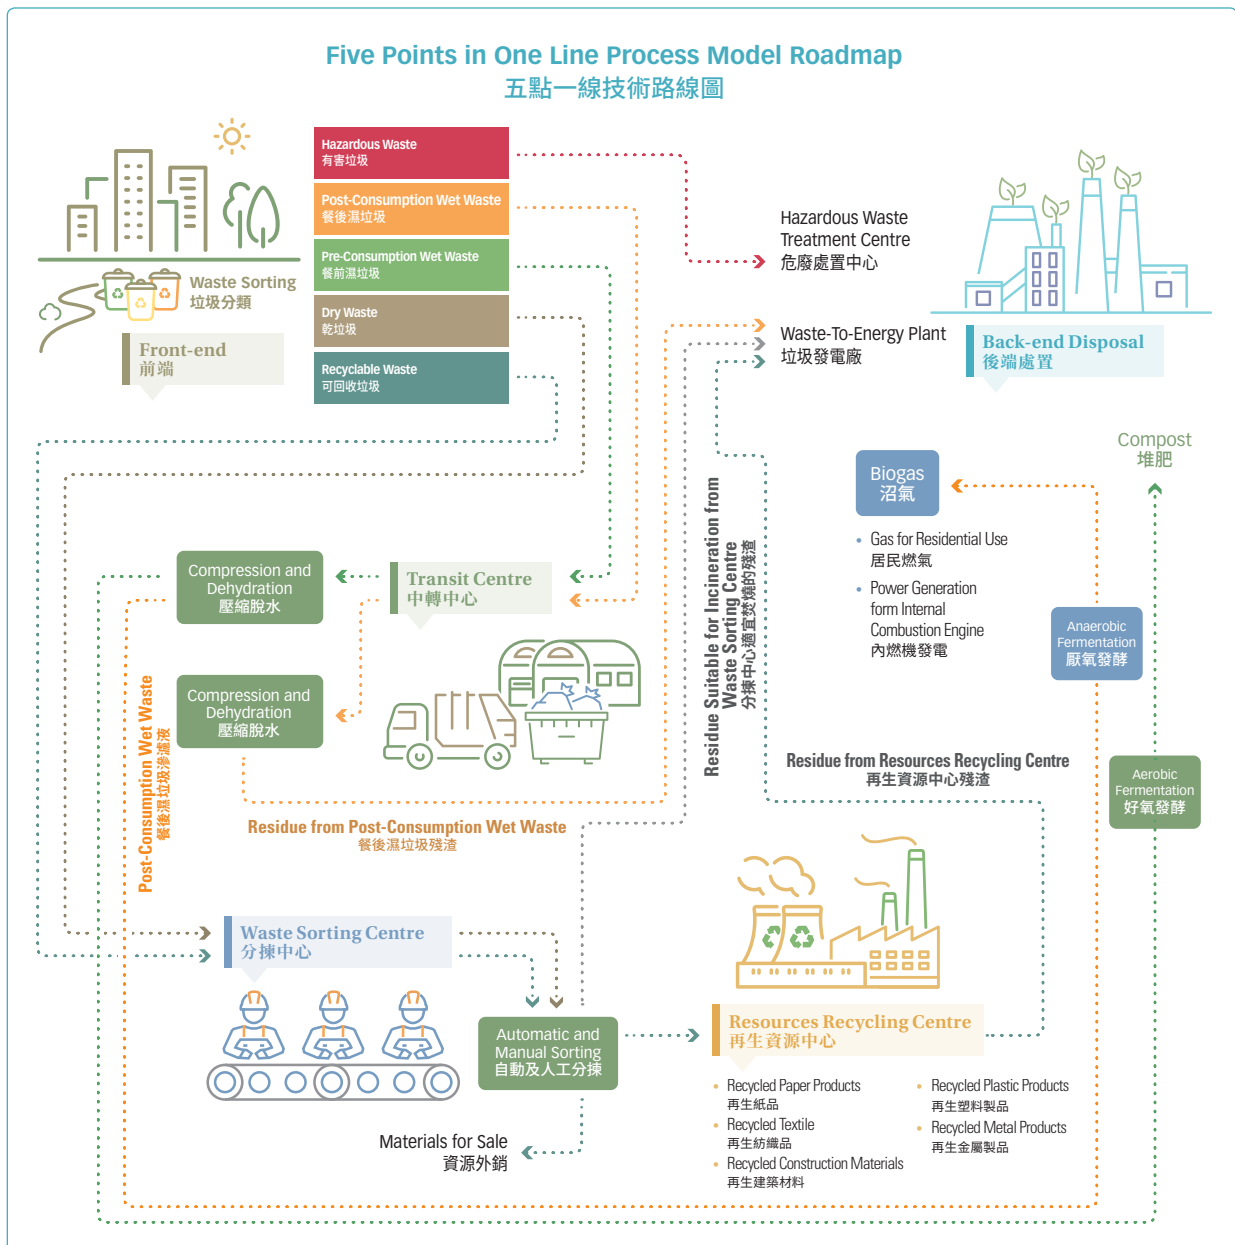 Five Points in One Line Process Model Roadmap
五點一線技術路線圖
Hazardous Waste
有害垃圾
Post-Consumption Wet Waste
餐後濕垃圾
Pre-Consumption Wet Waste
餐前濕垃圾
Dry Waste
乾垃圾
Recyclable Waste
可回收垃圾
Waste Sorting
垃圾分類
Front-end
前端
Hazardous Waste
Treatment Centre
危廢處置中心
Waste-To-Energy Plant
垃圾發電廠
Back-end Disposal
後端處置
Compost
堆肥
Biogas
沼氣
• Gas for Residential Use
居民燃氣
• Power Generation
form Internal
Combustion Engine
內燃機發電
Anaerobic
Fermentation
厭氧發酵
Aerobic
Fermentation
好氧發酵
Compression and
Dehydration
壓縮脫水
Transit Centre
中轉中心
Compression and
Dehydration
壓縮脫水
Post-Consumption Wet Waste
餐後濕垃圾滲濾液
Residue from Post-Consumption Wet Waste
餐後濕垃圾殘渣
Residue Suitable for Incineration from
Waste Sorting Centre
分揀中心適宜焚燒的殘渣
Residue from Resources Recycling Centre
再生資源中心殘渣
Waste Sorting Centre
分揀中心
Automatic and
Manual Sorting
自動及人工分揀
Materials for Sale
資源外銷
Resources Recycling Centre
再生資源中心
• Recycled Paper Products
再生紙品
• Recycled Textile
再生紡織品
• Recycled Construction Materials
再生建築材料
• Recycled Plastic Products
再生塑料製品
• Recycled Metal Products
再生金屬製品